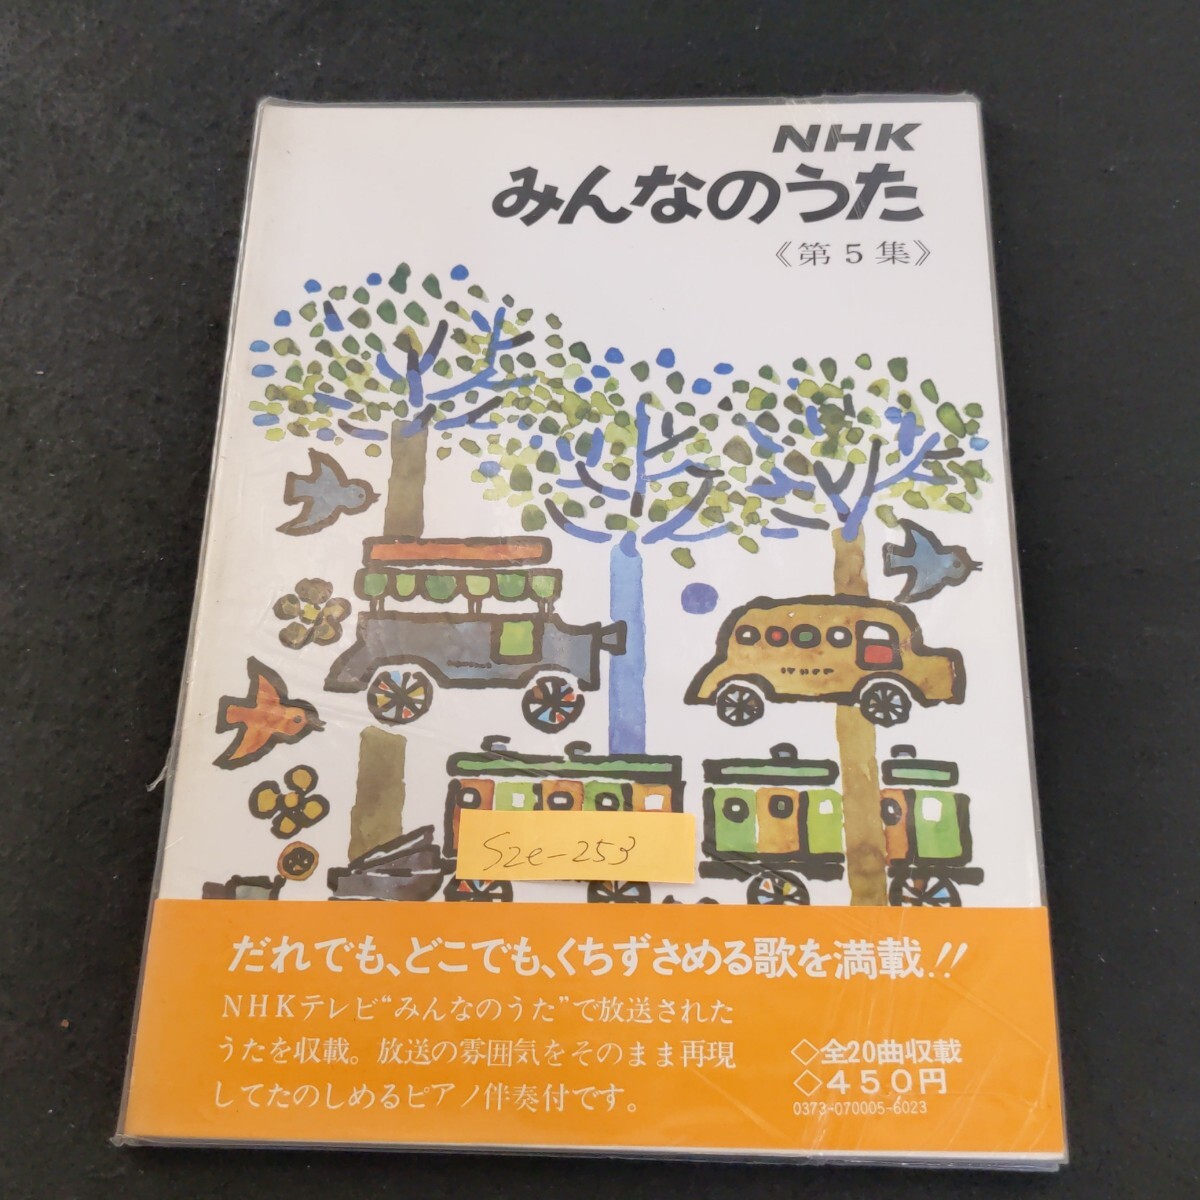 NHK
みんなのうた
《第5集》
S2e-253
だれでも、どこでも、くちずさめる歌を満載!!
NHKテレビ“みんなのうた”で放送された
うたを収載。放送の雰囲気をそのまま再現
してたのしめるピアノ伴奏付です。
◇全20曲収載
◇450円
0373-070005-6023